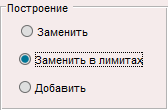 Построение
Заменить
Заменить в лимитах
Добавить